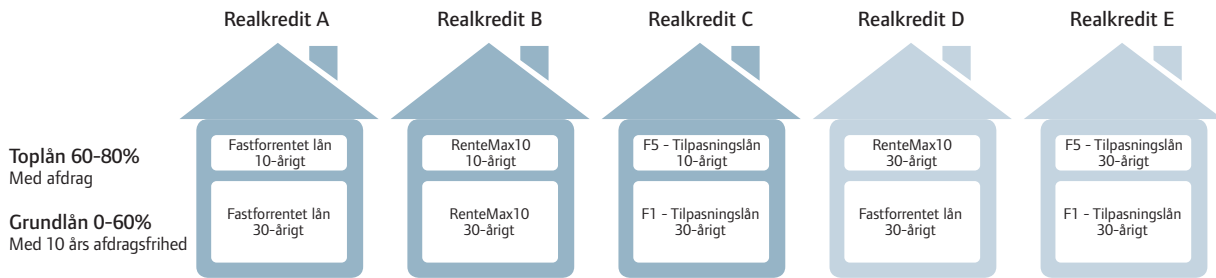 Realkredit A
Realkredit B
Realkredit C
Realkredit D
Realkredit E
Toplån 60-80%
Med afdrag
Fastforrentet lån
10-årigt
RenteMax10
10-årigt
F5 - Tilpasningslån
10-årigt
RenteMax10
30-årigt
F5 - Tilpasningslån
30-årigt
Grundlån 0-60%
Med 10 års afdragsfrihed
Fastforrentet lån
30-årigt
RenteMax10
30-årigt
F1 - Tilpasningslån
30-årigt
Fastforrentet lån
30-årigt
F1 - Tilpasningslån
30-årigt